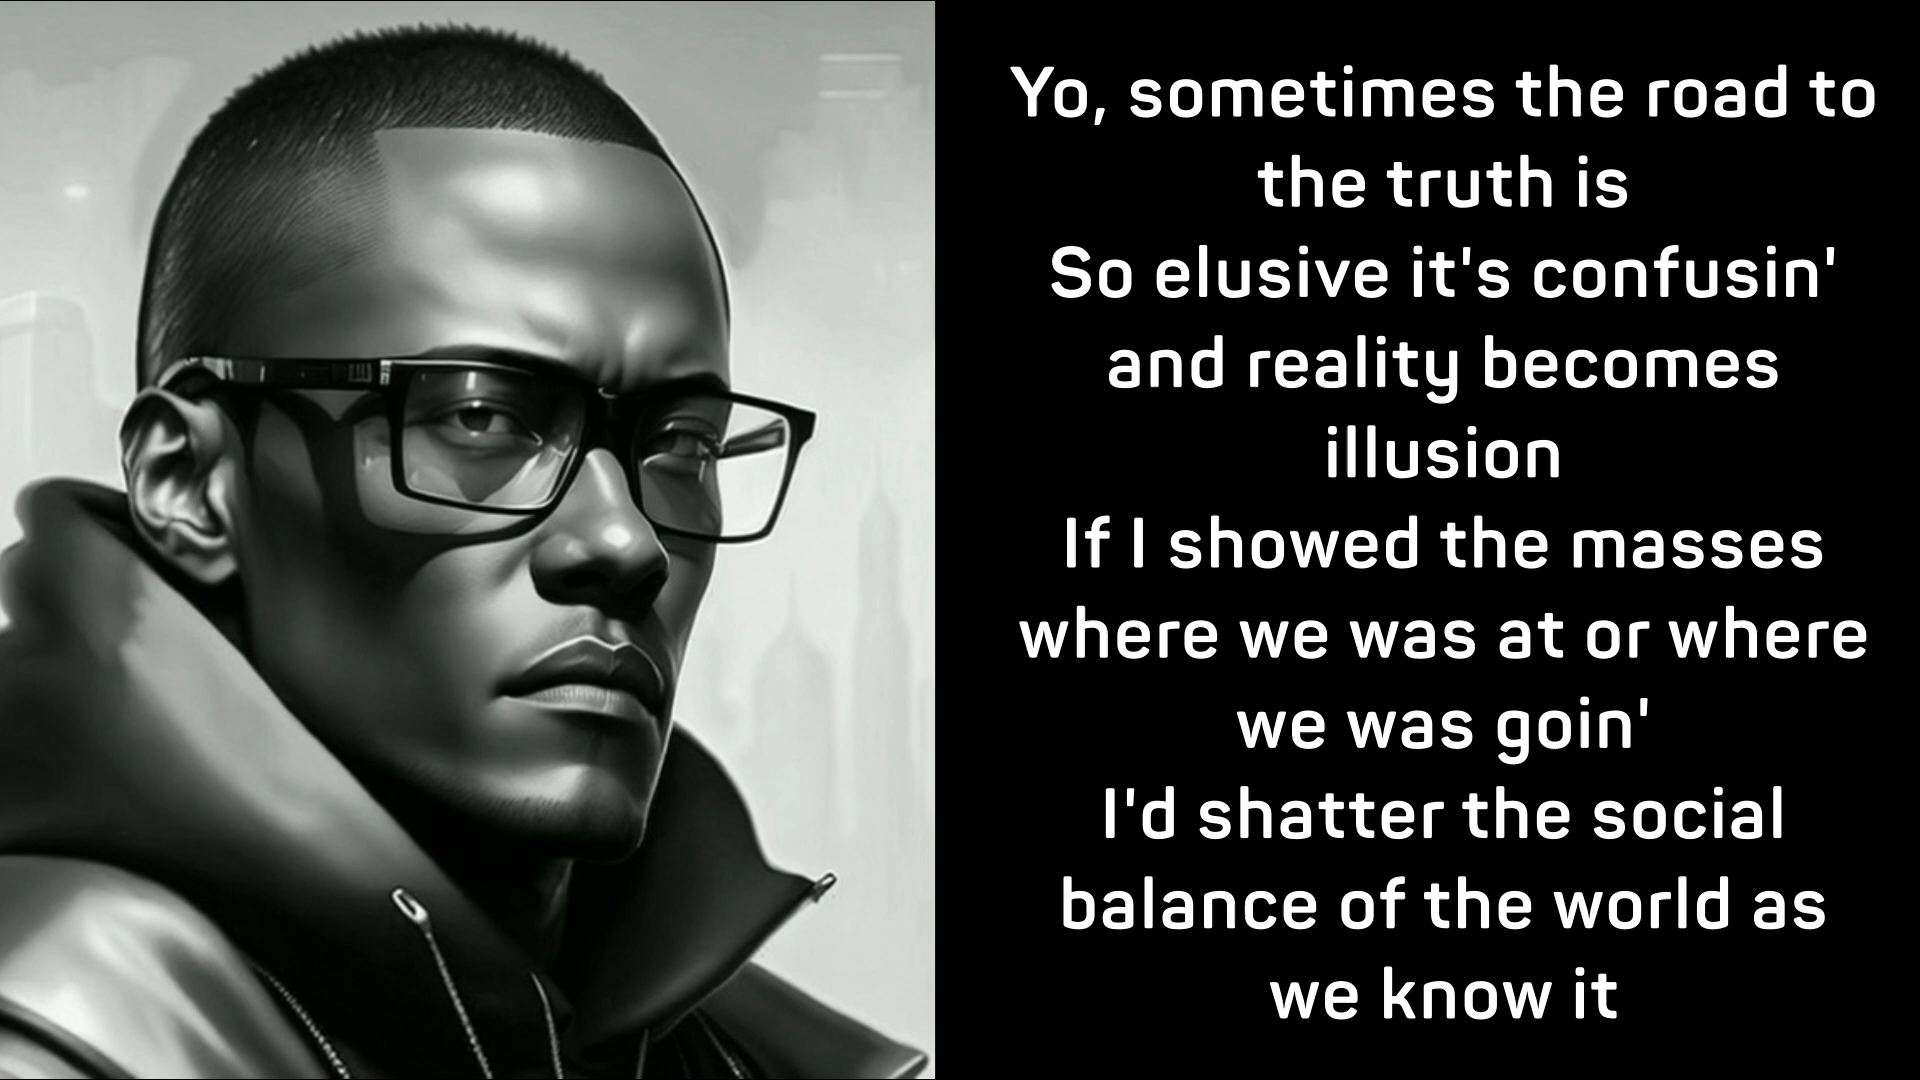 Yo, sometimes the road to
the truth is
So elusive it's confusin'
and reality becomes
illusion
If I showed the masses
where we was at or where
we was goin'
I'd shatter the social
balance of the world as
we know it